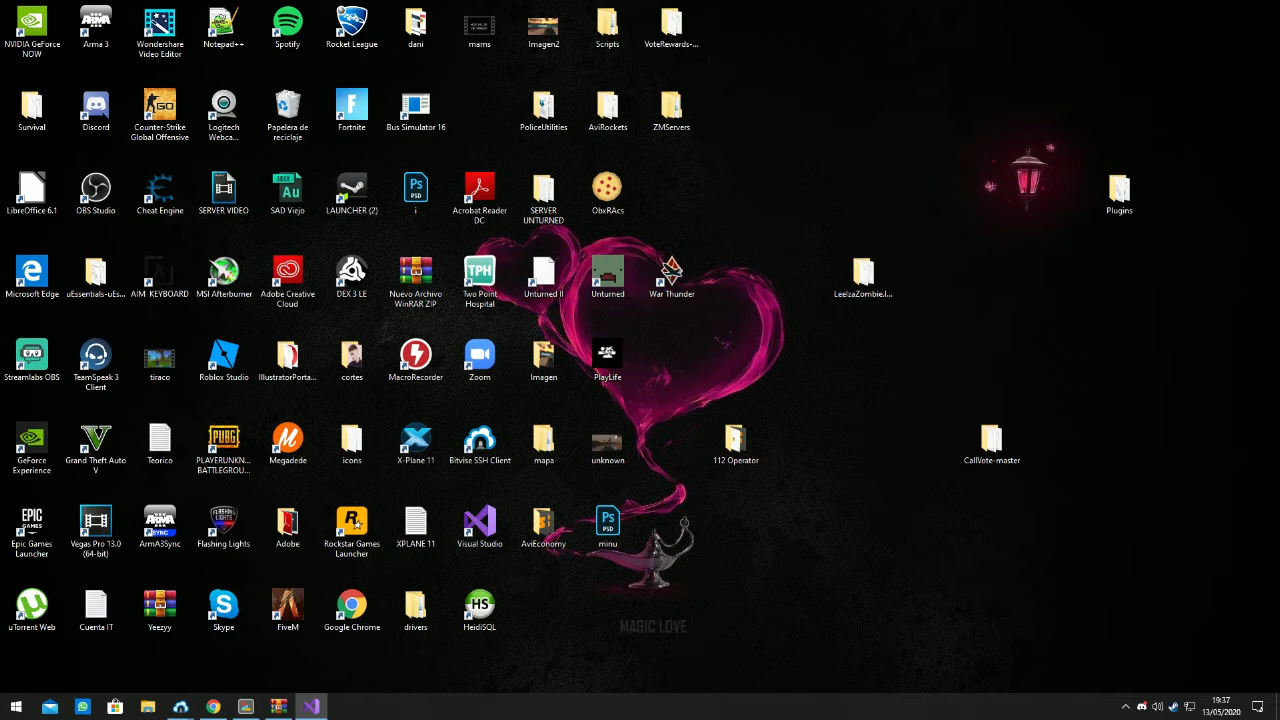 NVIDIA GeForce NOW
Arma 3
Wondershare Video Editor
Notepad++
Spotify
Rocket League
dani
mams
Imagen2
Scripts
VoteRewards-...
Survival
Discord
Counter-Strike Global Offensive
Logitech Webca...
Papelera de reciclaje
Fortnite
Bus Simulator 16
PoliceUtilities
AviRockets
ZMServers
LibreOffice 6.1
OBS Studio
Cheat Engine
SERVER VIDEO
SAD Viejo
LAUNCHER (2)
i
Acrobat Reader DC
SERVER UNTURNED
ObxRAcs
Plugins
Microsoft Edge
uEssentials-uEs...
AIM_KEYBOARD
MSI Afterburner
Adobe Creative Cloud
DEX 3 LE
Nuevo Archivo WinRAR ZIP
Two Point Hospital
Unturned II
Unturned
War Thunder
LeelzaZombie.I...
Streamlabs OBS
TeamSpeak 3 Client
tiraco
Roblox Studio
IllustratorPorta...
cortes
MacroRecorder
Zoom
Imagen
PlayLife
GeForce Experience
Grand Theft Auto V
Teorico
PLAYERUNKN... BATTLEGROU...
Megadede
icons
X-Plane 11
Bitvise SSH Client
mapa
unknown
112 Operator
CallVote-master
Epic Games Launcher
Vegas Pro 13.0 (64-bit)
ArmA3Sync
Flashing Lights
Adobe
Rockstar Games Launcher
XPLANE 11
Visual Studio
AviEconomy
minu
uTorrent Web
Cuenta IT
Yeezyy
Skype
FiveM
Google Chrome
drivers
HeidiSQL
MAGIC LOVE
19:37
13/05/2020